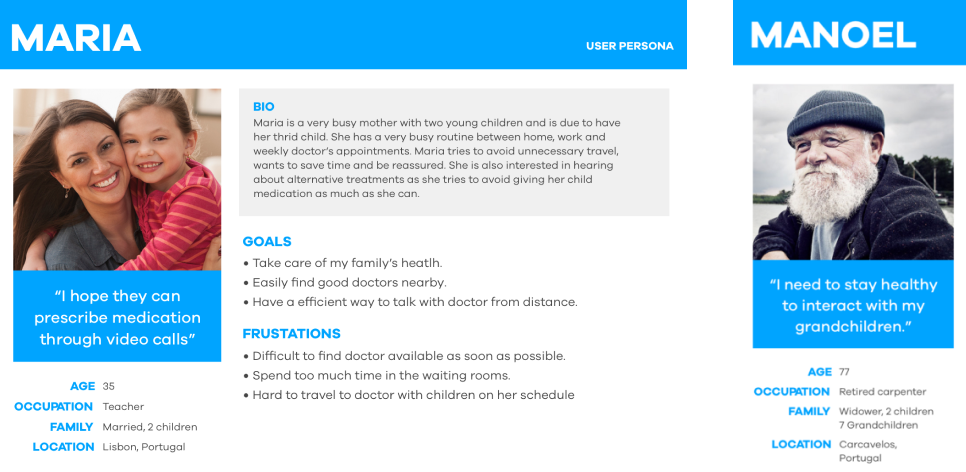 MARIA
USER PERSONA
BIO
Maria is a very busy mother with two young children and is due to have
her thrid child. She has a very busy routine between home, work and
weekly doctor's appointments. Maria tries to avoid unnecessary travel,
wants to save time and be reassured. She is also interested in hearing
about alternative treatments as she tries to avoid giving her child
medication as much as she can.
GOALS
• Take care of my family's heatlh.
• Easily find good doctors nearby.
• Have a efficient way to talk with doctor from distance.
FRUSTATIONS
• Difficult to find doctor available as soon as possible.
• Spend too much time in the waiting rooms.
• Hard to travel to doctor with children on her schedule
"I hope they can
prescribe medication
through video calls"
AGE 35
OCCUPATION Teacher
FAMILY Married, 2 children
LOCATION Lisbon, Portugal
MANOEL
"I need to stay healthy
to interact with my
grandchildren."
AGE 77
OCCUPATION Retired carpenter
FAMILY Widower, 2 children
7 Grandchildren
LOCATION Carcavelos,
Portugal